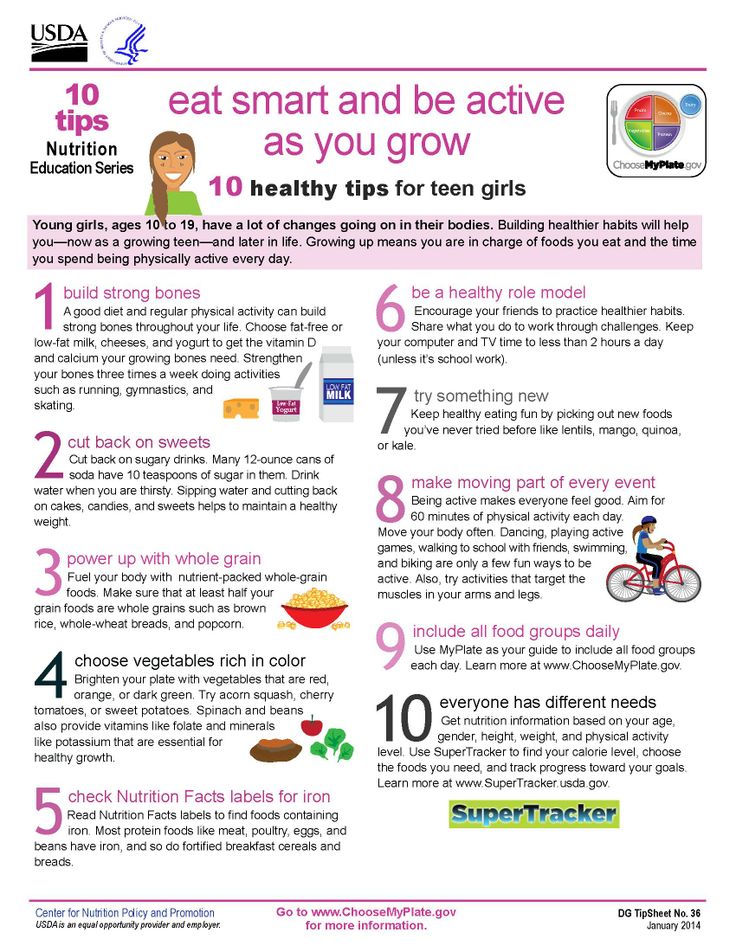 USDA
10
tips
Nutrition
Education Series
eat smart and be active
as you grow
10 healthy tips for teen girls
Fruits
Grains
Dairy
Vegetables
Protein
ChooseMyPlate.gov
Young girls, ages 10 to 19, have a lot of changes going on in their bodies. Building healthier habits will help
you—now as a growing teen—and later in life. Growing up means you are in charge of foods you eat and the time
you spend being physically active every day.
1 build strong bones
A good diet and regular physical activity can build
strong bones throughout your life. Choose fat-free or
low-fat milk, cheeses, and yogurt to get the vitamin D
and calcium your growing bones need. Strengthen
your bones three times a week doing activities
such as running, gymnastics, and
skating.
Low-Fat
Yogurt
LOW FAT
MILK
2 cut back on sweets
Cut back on sugary drinks. Many 12-ounce cans of
soda have 10 teaspoons of sugar in them. Drink
water when you are thirsty. Sipping water and cutting back
on cakes, candies, and sweets helps to maintain a healthy
weight.
3 power up with whole grain
Fuel your body with nutrient-packed whole-grain
foods. Make sure that at least half your
grain foods are whole grains such as brown
rice, whole-wheat breads, and popcorn.
4 choose vegetables rich in color
Brighten your plate with vegetables that are red,
orange, or dark green. Try acorn squash, cherry
tomatoes, or sweet potatoes. Spinach and beans
also provide vitamins like folate and minerals
like potassium that are essential for
healthy growth.
5 check Nutrition Facts labels for iron
Read Nutrition Facts labels to find foods containing
iron. Most protein foods like meat, poultry, eggs, and
beans have iron, and so do fortified breakfast cereals and
breads.
6 be a healthy role model
Encourage your friends to practice healthier habits.
Share what you do to work through challenges. Keep
your computer and TV time to less than 2 hours a day
(unless it's school work).
7 try something new
Keep healthy eating fun by picking out new foods
you've never tried before like lentils, mango, quinoa,
or kale.
8 make moving part of every event
Being active makes everyone feel good. Aim for
60 minutes of physical activity each day.
Move your body often. Dancing, playing active
games, walking to school with friends, swimming,
and biking are only a few fun ways to be
active. Also, try activities that target the
muscles in your arms and legs.
9 include all food groups daily
Use MyPlate as your guide to include all food groups
each day. Learn more at www.ChooseMyPlate.gov.
10 everyone has different needs
Get nutrition information based on your age,
gender, height, weight, and physical activity
level. Use SuperTracker to find your calorie level, choose
the foods you need, and track progress toward your goals.
Learn more at www.SuperTracker.usda.gov.
SuperTracker
Center for Nutrition Policy and Promotion
USDA is an equal opportunity provider and employer.
Go to www.ChooseMyPlate.gov
for more information.
DG TipSheet No. 36
January 2014